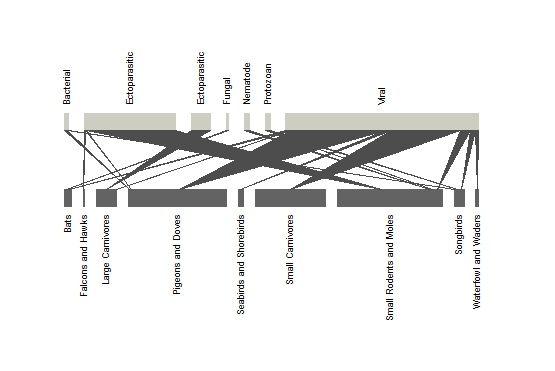 Bats
Bacterial
Falcons and Hawks
Large Carnivores
Ectoparasitic
Pigeons and Doves
Ectoparasitic
Fungal
Seabirds and Shorebirds
Nematode
Protozoan
Small Carnivores
Viral
Small Rodents and Moles
Songbirds
Waterfowl and Waders